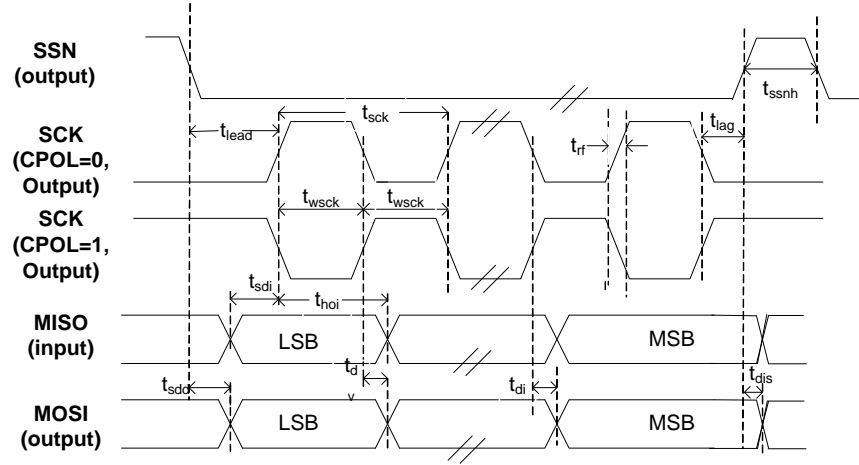 SSN
(output)
t_ssnh
t_sck
t_lead
t_lag
SCK
(CPOL=0,
Output)
t_rf
t_wsck t_wsck
SCK
(CPOL=1,
Output)
t_sdi
t_hoi
MISO
(input)
LSB
MSB
t_sdd
t_d
v
t_di
t_dis
MOSI
(output)
LSB
MSB